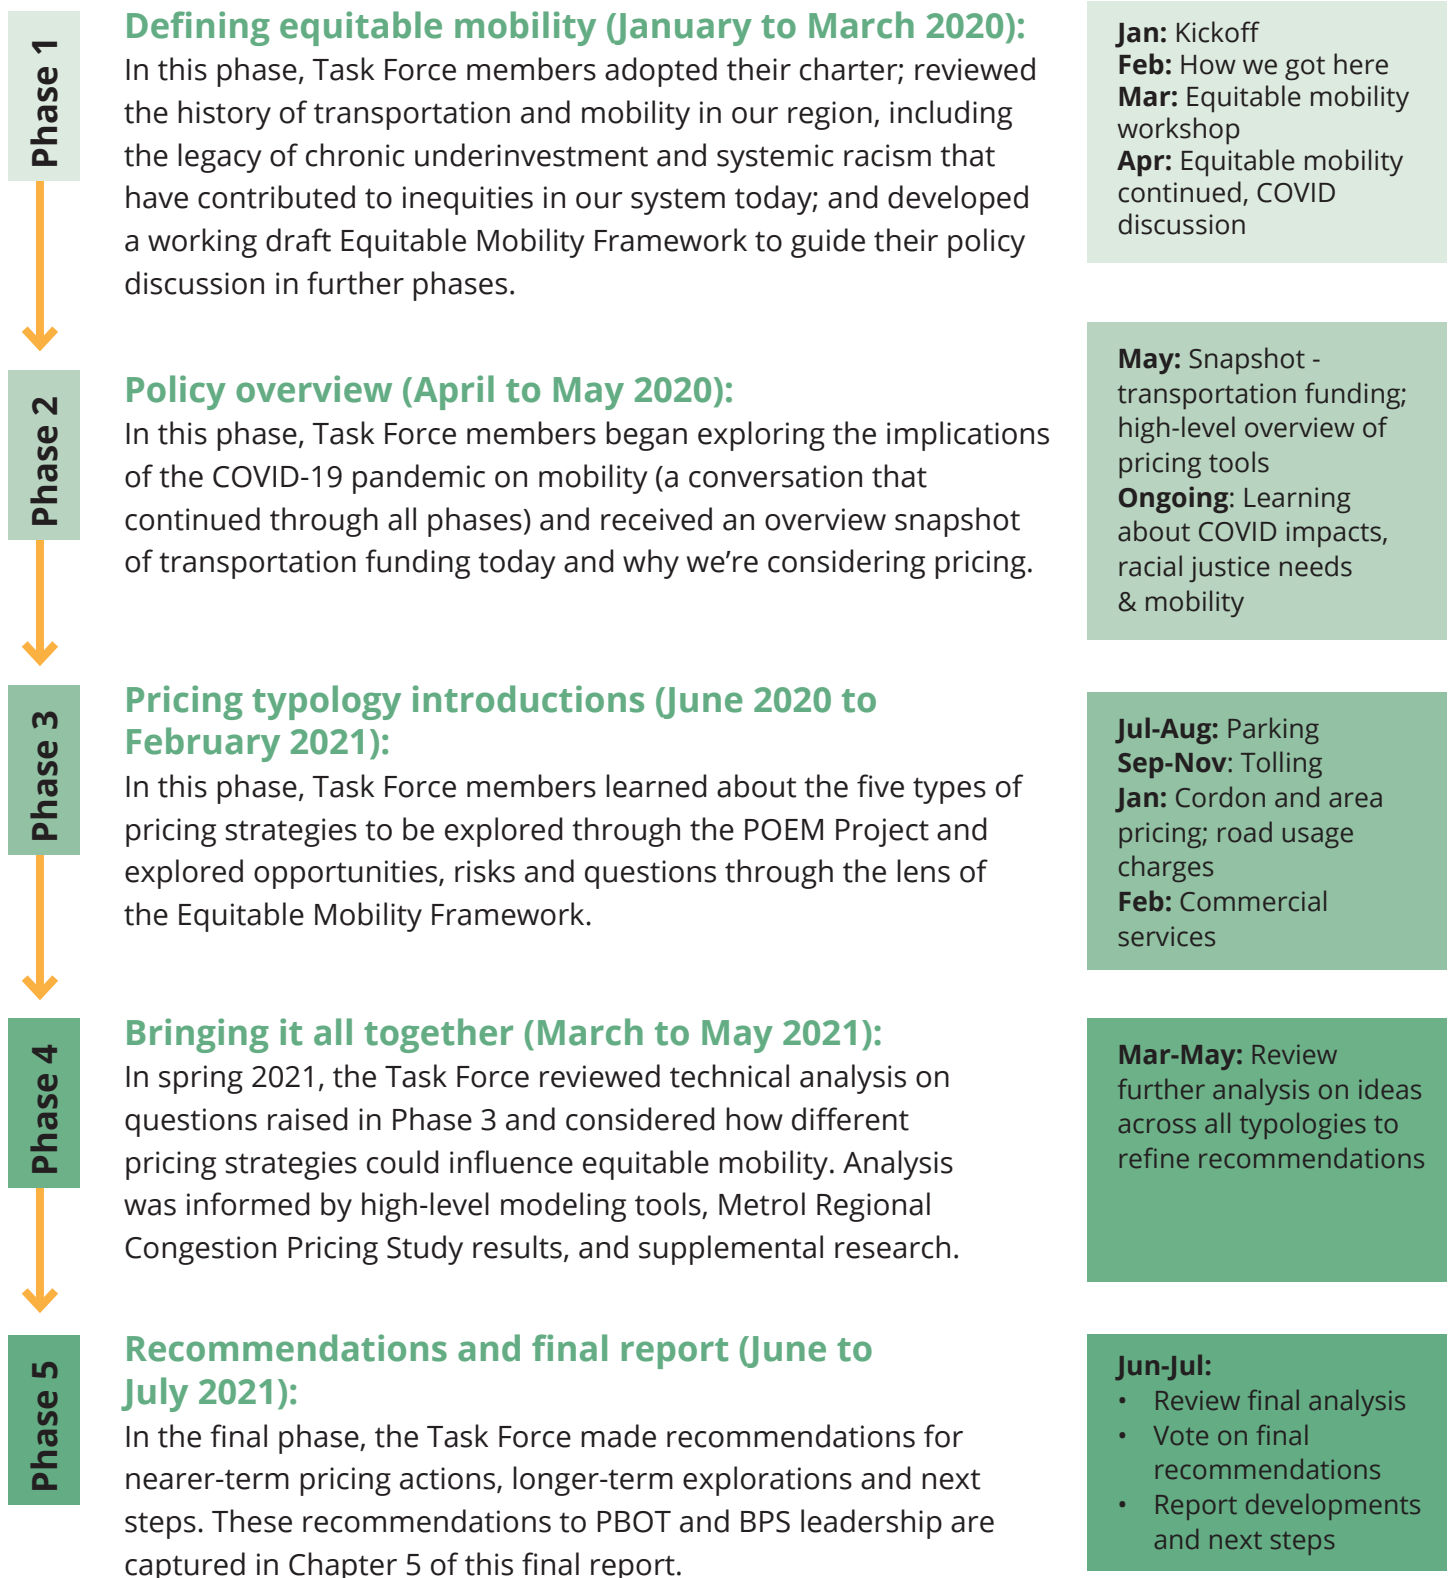 Phase 1
Defining equitable mobility (January to March 2020):
In this phase, Task Force members adopted their charter; reviewed
the history of transportation and mobility in our region, including
the legacy of chronic underinvestment and systemic racism that
have contributed to inequities in our system today; and developed
a working draft Equitable Mobility Framework to guide their policy
discussion in further phases.
Jan: Kickoff
Feb: How we got here
Mar: Equitable mobility
workshop
Apr: Equitable mobility
continued, COVID
discussion
Phase 2
Policy overview (April to May 2020):
In this phase, Task Force members began exploring the implications
of the COVID-19 pandemic on mobility (a conversation that
continued through all phases) and received an overview snapshot
of transportation funding today and why we're considering pricing.
May: Snapshot -
transportation funding;
high-level overview of
pricing tools
Ongoing: Learning
about COVID impacts,
racial justice needs
& mobility
Phase 3
Pricing typology introductions (June 2020 to
February 2021):
In this phase, Task Force members learned about the five types of
pricing strategies to be explored through the POEM Project and
explored opportunities, risks and questions through the lens of
the Equitable Mobility Framework.
Jul-Aug: Parking
Sep-Nov: Tolling
Jan: Cordon and area
pricing; road usage
charges
Feb: Commercial
services
Phase 4
Bringing it all together (March to May 2021):
In spring 2021, the Task Force reviewed technical analysis on
questions raised in Phase 3 and considered how different
pricing strategies could influence equitable mobility. Analysis
was informed by high-level modeling tools, Metrol Regional
Congestion Pricing Study results, and supplemental research.
Mar-May: Review
further analysis on ideas
across all typologies to
refine recommendations
Phase 5
Recommendations and final report (June to
July 2021):
In the final phase, the Task Force made recommendations for
nearer-term pricing actions, longer-term explorations and next
steps. These recommendations to PBOT and BPS leadership are
captured in Chapter 5 of this final report.
Jun-Jul:
• Review final analysis
• Vote on final
recommendations
• Report developments
and next steps